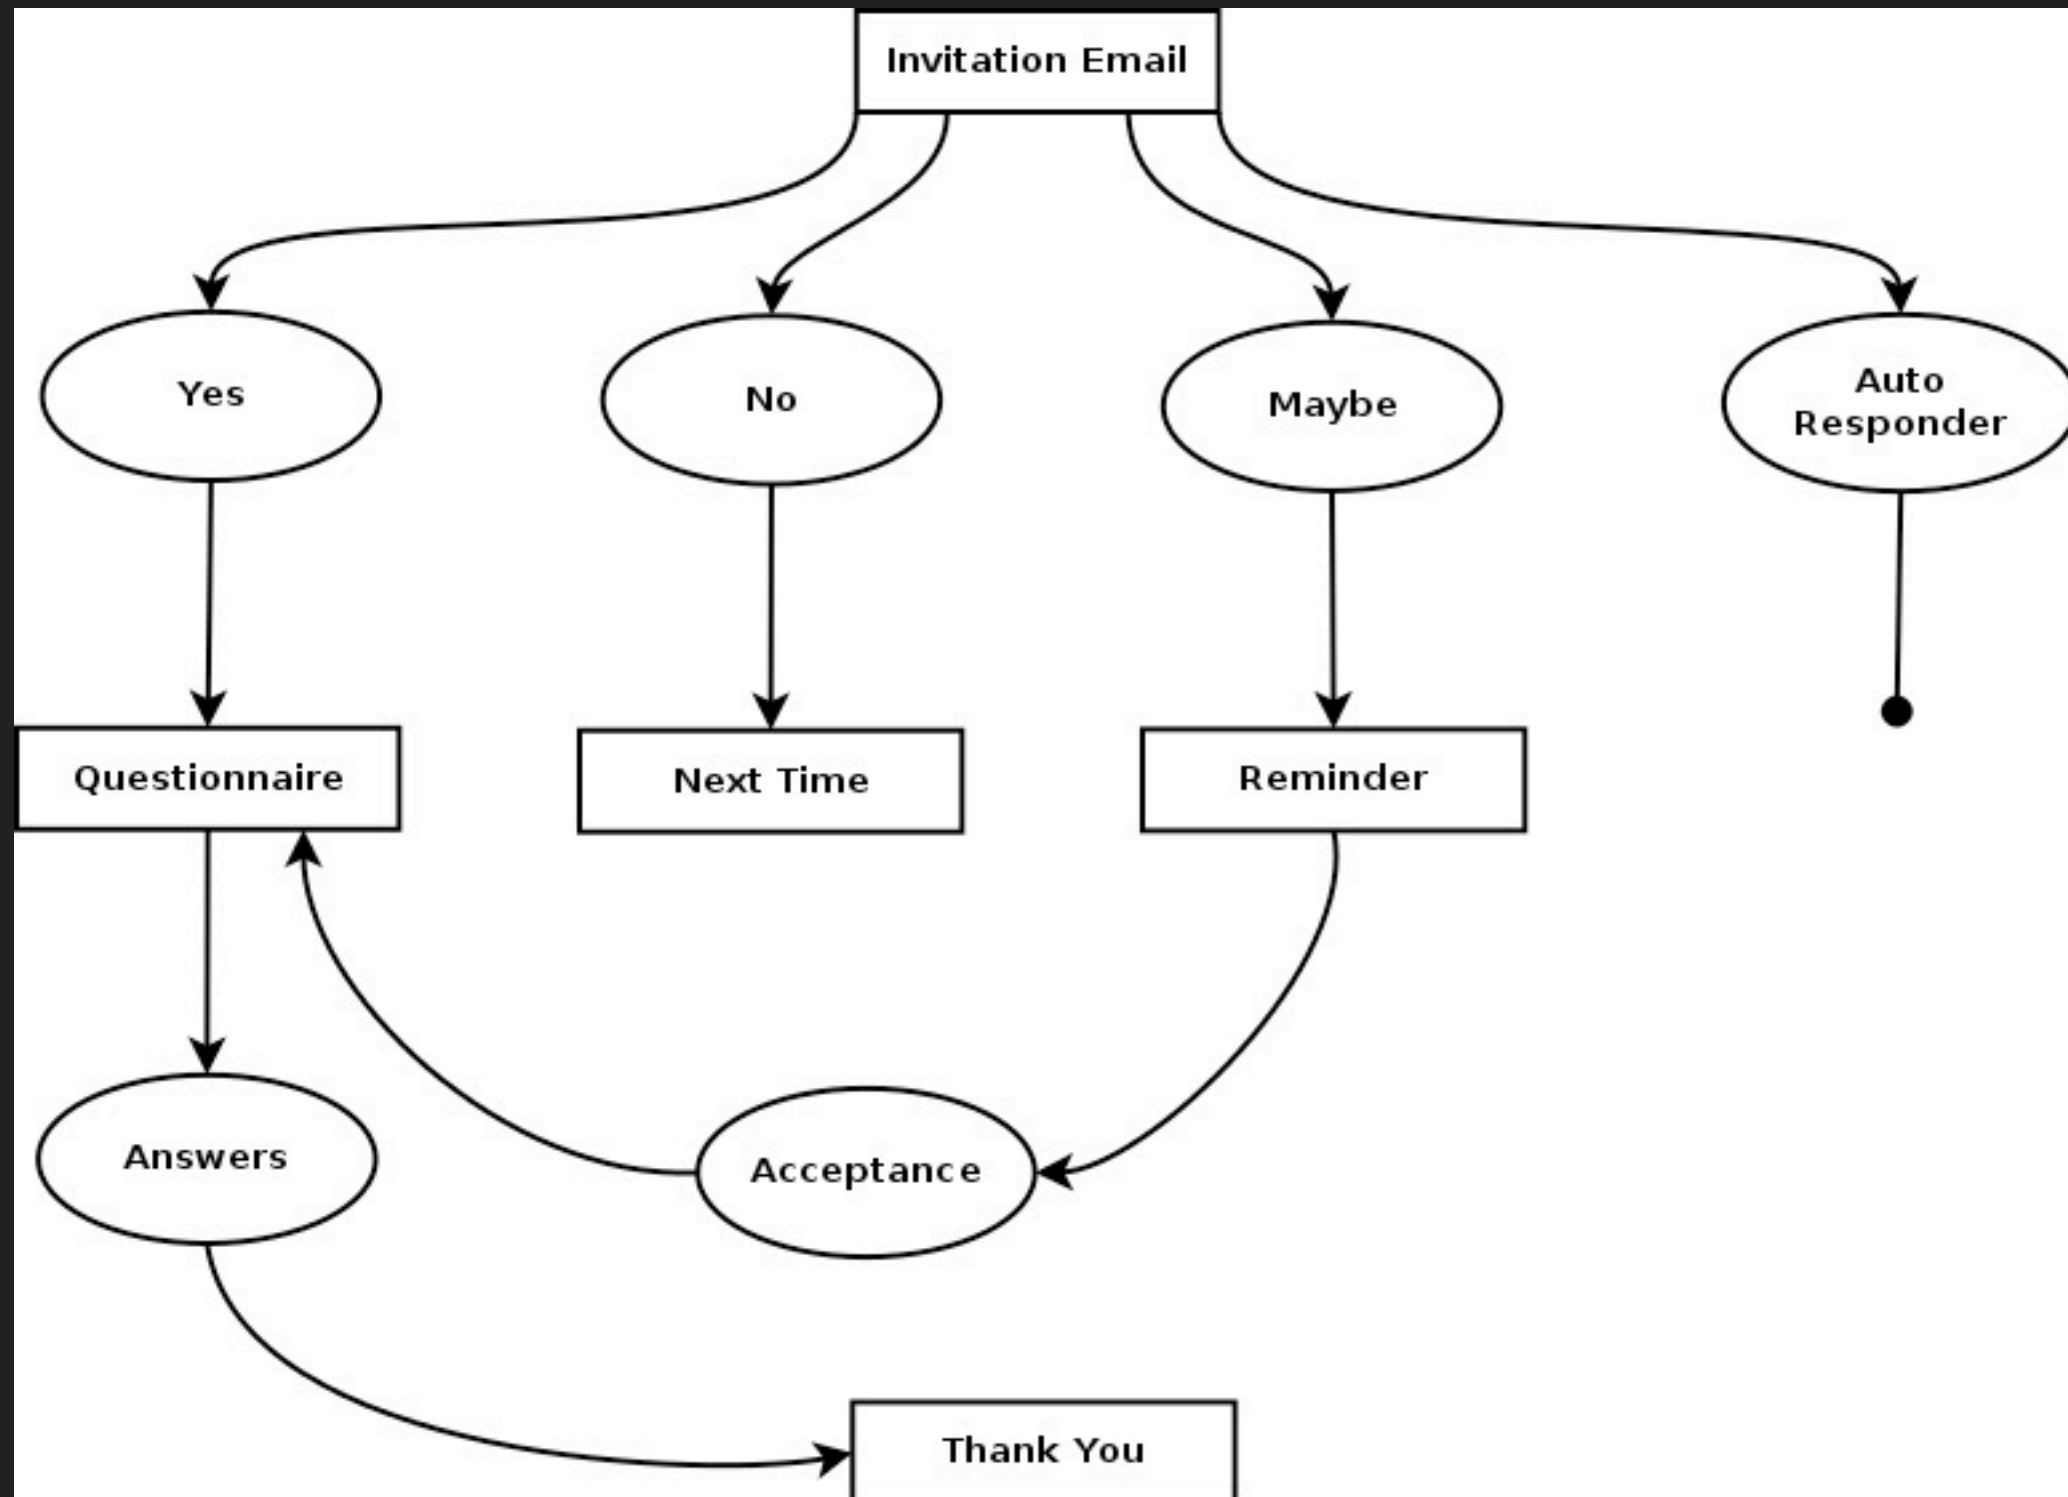 Invitation Email
Yes
No
Maybe
Auto
Responder
Questionnaire
Next Time
Reminder
Answers
Acceptance
Thank You